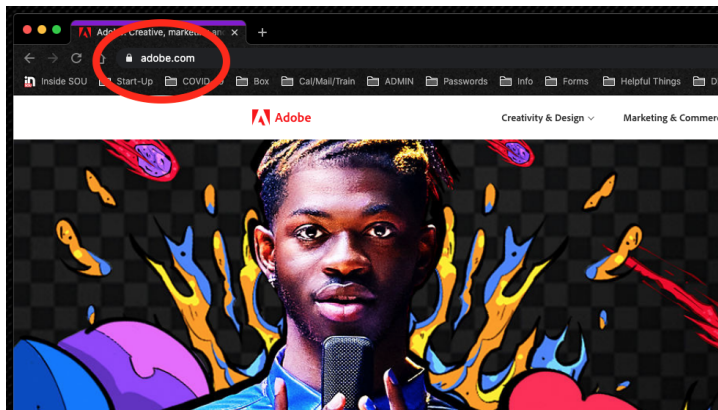 Adobe: Creative, marketing and
adobe.com
Inside SOU Start-Up COVID-19 Box Cal/Mail/Train ADMIN Passwords Info Forms Helpful Things D
Adobe Creativity & Design Marketing & Commerc